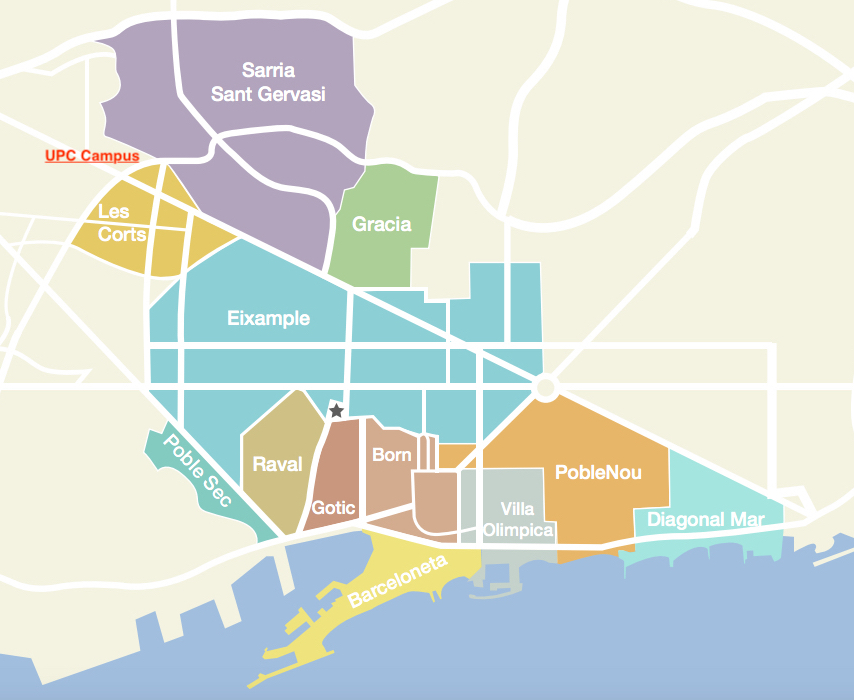 Sarria
Sant Gervasi
UPC Campus
Les
Corts
Gracia
Eixample
Poble Sec
Raval
Born
Gotic
PobleNou
Villa
Olimpica
Diagonal Mar
Barceloneta